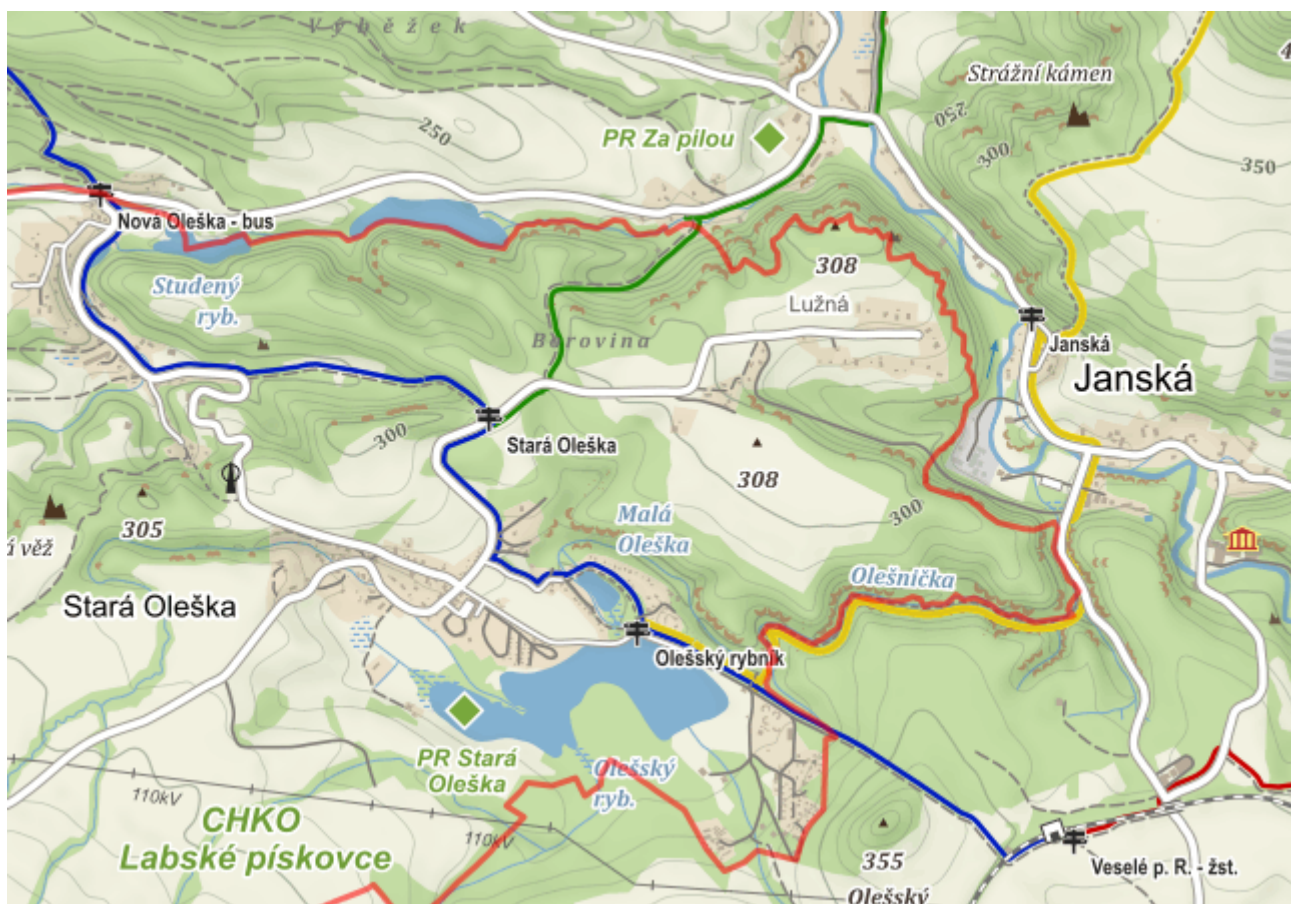 Výběžek
Strážní kámen
250
250
300
350
PR Za pilou
Nová Oleška - bus
Studený
ryb.
308
Lužná
Borovina
Janská
Janská
300
Stará Oleška
308
300
Malá
Oleška
305
á věž
Olešnička
Stará Oleška
Olešský rybník
PR Stará
Oleška
Olešský
ryb.
110kV
110kV
CHKO
Labské pískovce
355
Olešský
Veselé p. R. - žst.